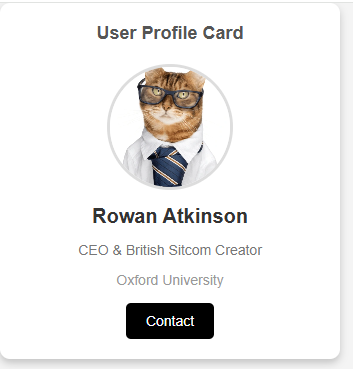 User Profile Card
Rowan Atkinson
CEO & British Sitcom Creator
Oxford University
Contact